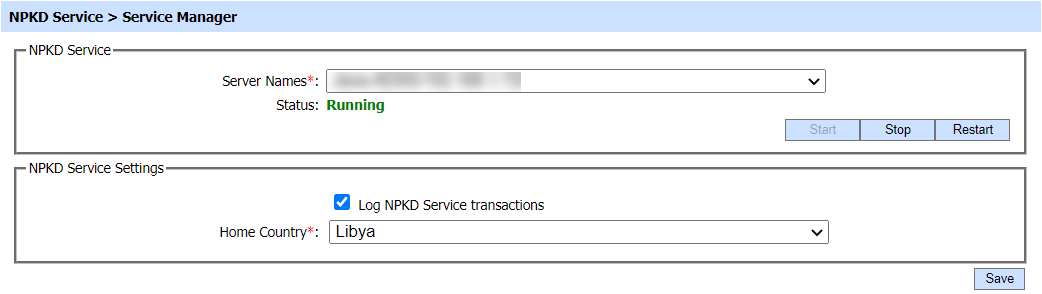 NPKD Service > Service Manager
NPKD Service
Server Names*:
Status: Running
Start Stop Restart
NPKD Service Settings
Log NPKD Service transactions
Home Country*: Libya
Save